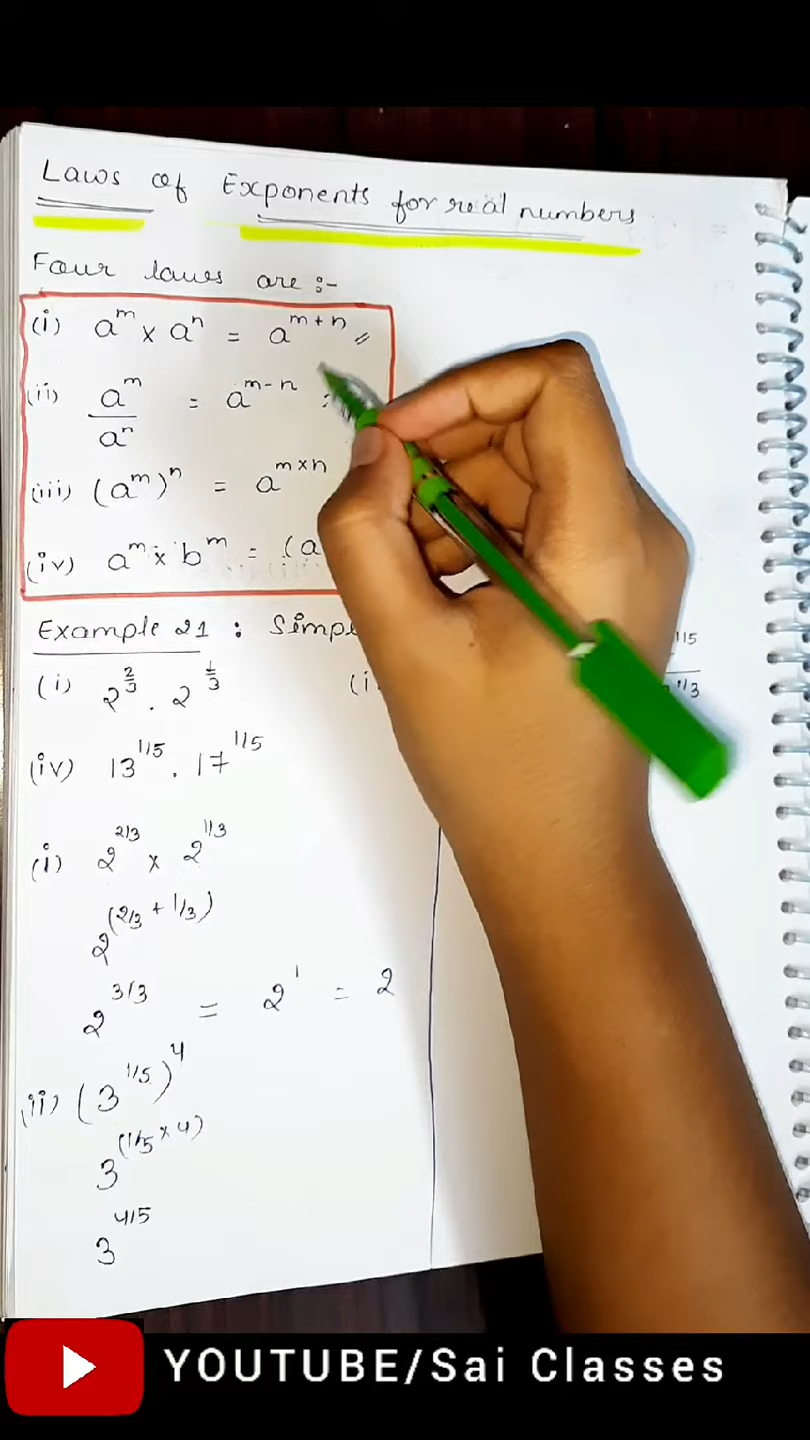 Laws of Exponents for real numbers
Four laws are :-
(i) a^m × a^n = a^(m+n) //
(ii) a^m / a^n = a^(m-n)
(iii) (a^m)^n = a^(m×n)
(iv) a^m × b^m = (a
Example 21 :
(i) 2^(2/3) . 2^(1/3)
(iv) 13^(1/5) . 17^(1/5)
(i) 2^(2/3) × 2^(1/3)
2^(2/3 + 1/3)
2^(3/3) = 2^1 = 2
(ii) (3^(1/5))^4
3^(1/5 × 4)
3^(4/5)
YOUTUBE/Sai Classes